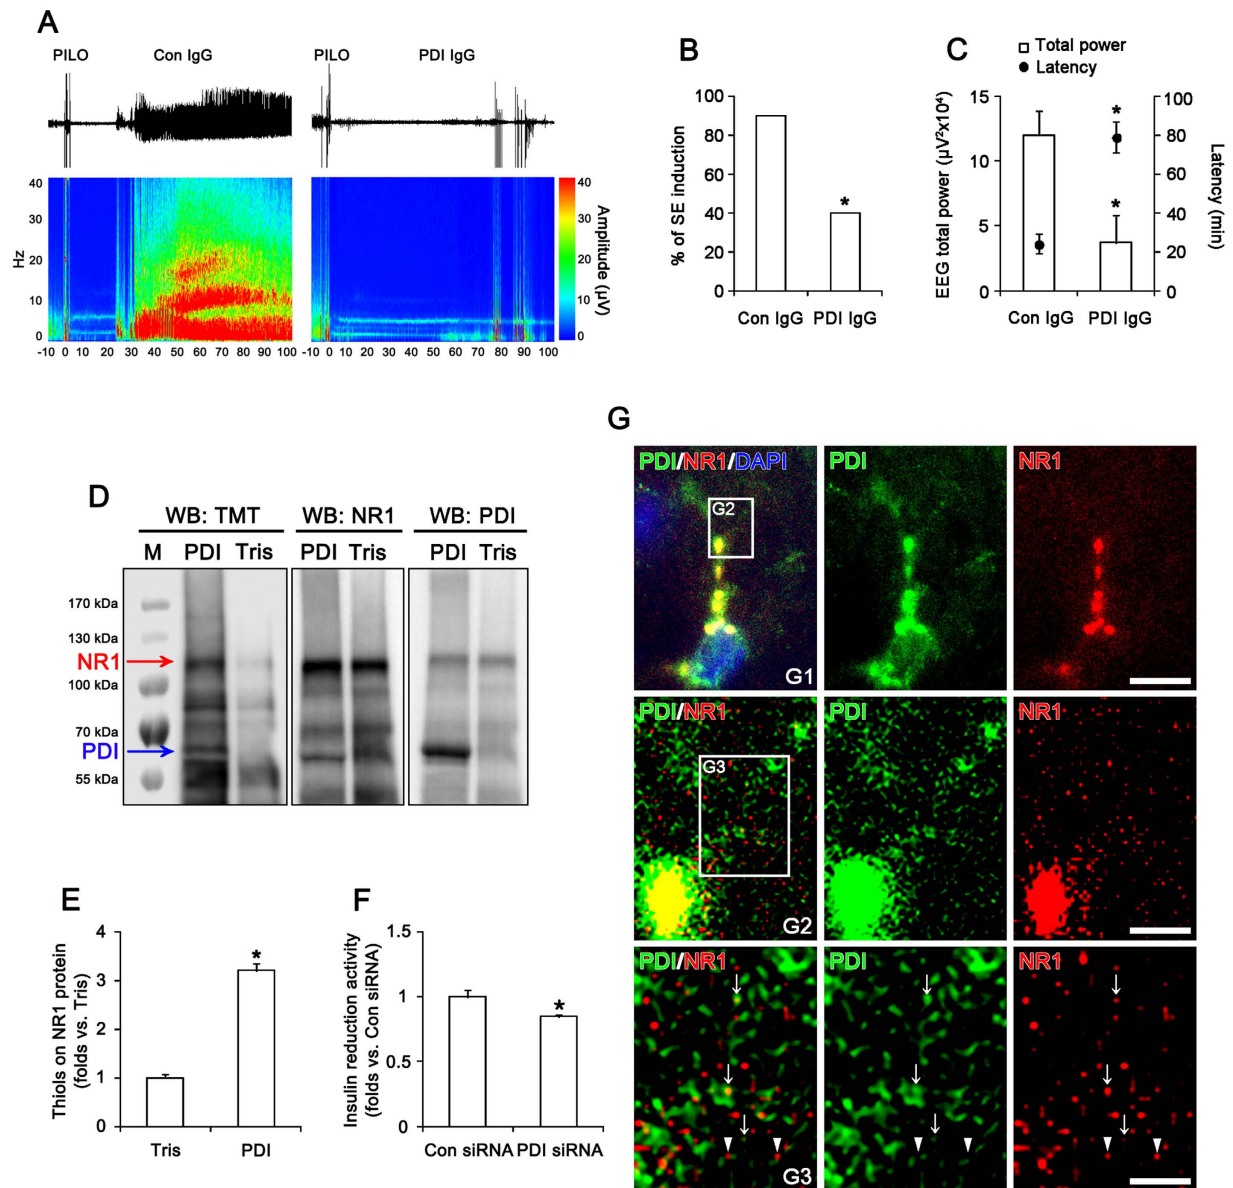 A
PILO
Con IgG
PILO
PDI IgG
Hz
40
30
20
10
0
-10 0 10 20 30 40 50 60 70 80 90 100
-10 0 10 20 30 40 50 60 70 80 90 100
40
30
20
10
0
Amplitude (µV)
B
% of SE induction
100
80
60
40
20
0
*
Con IgG PDI IgG
C
Total power
Latency
EEG total power (µV²x10⁴)
15
10
5
0
*
*
100
80
60
40
20
0
Latency (min)
Con IgG PDI IgG
D
WB: TMT WB: NR1 WB: PDI
M PDI Tris PDI Tris PDI Tris
170 kDa
130 kDa
NR1
100 kDa
70 kDa
PDI
55 kDa
E
Thiols on NR1 protein
(folds vs. Tris)
4
3
2
1
0
*
Tris PDI
F
Insulin reduction activity
(folds vs. Con siRNA)
1.5
1
0.5
0
*
Con siRNA PDI siRNA
G
PDI/NR1/DAPI
G2
G1
PDI
NR1
PDI/NR1
G3
G2
PDI
NR1
PDI/NR1
G3
PDI
NR1